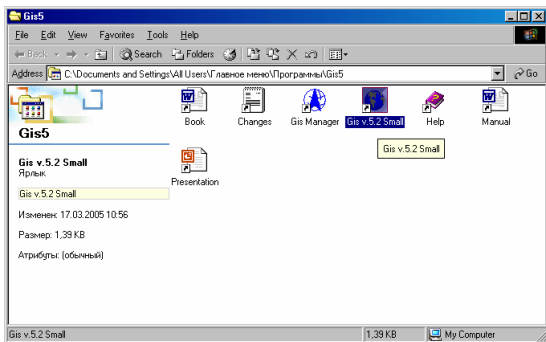 Gis5
File Edit View Favorites Tools Help
Back Search Folders
Address C:\Documents and Settings\All Users\Главное меню\Программы\Gis5 Go
Book Changes Gis Manager Gis v.5.2 Small Help Manual
Gis5
Gis v.5.2 Small
Gis v.5.2 Small
Ярлык
Presentation
Gis v.5.2 Small
Изменен: 17.03.2005 10:56
Размер: 1,39 KB
Атрибуты: (обычный)
Gis v.5.2 Small 1,39 KB My Computer